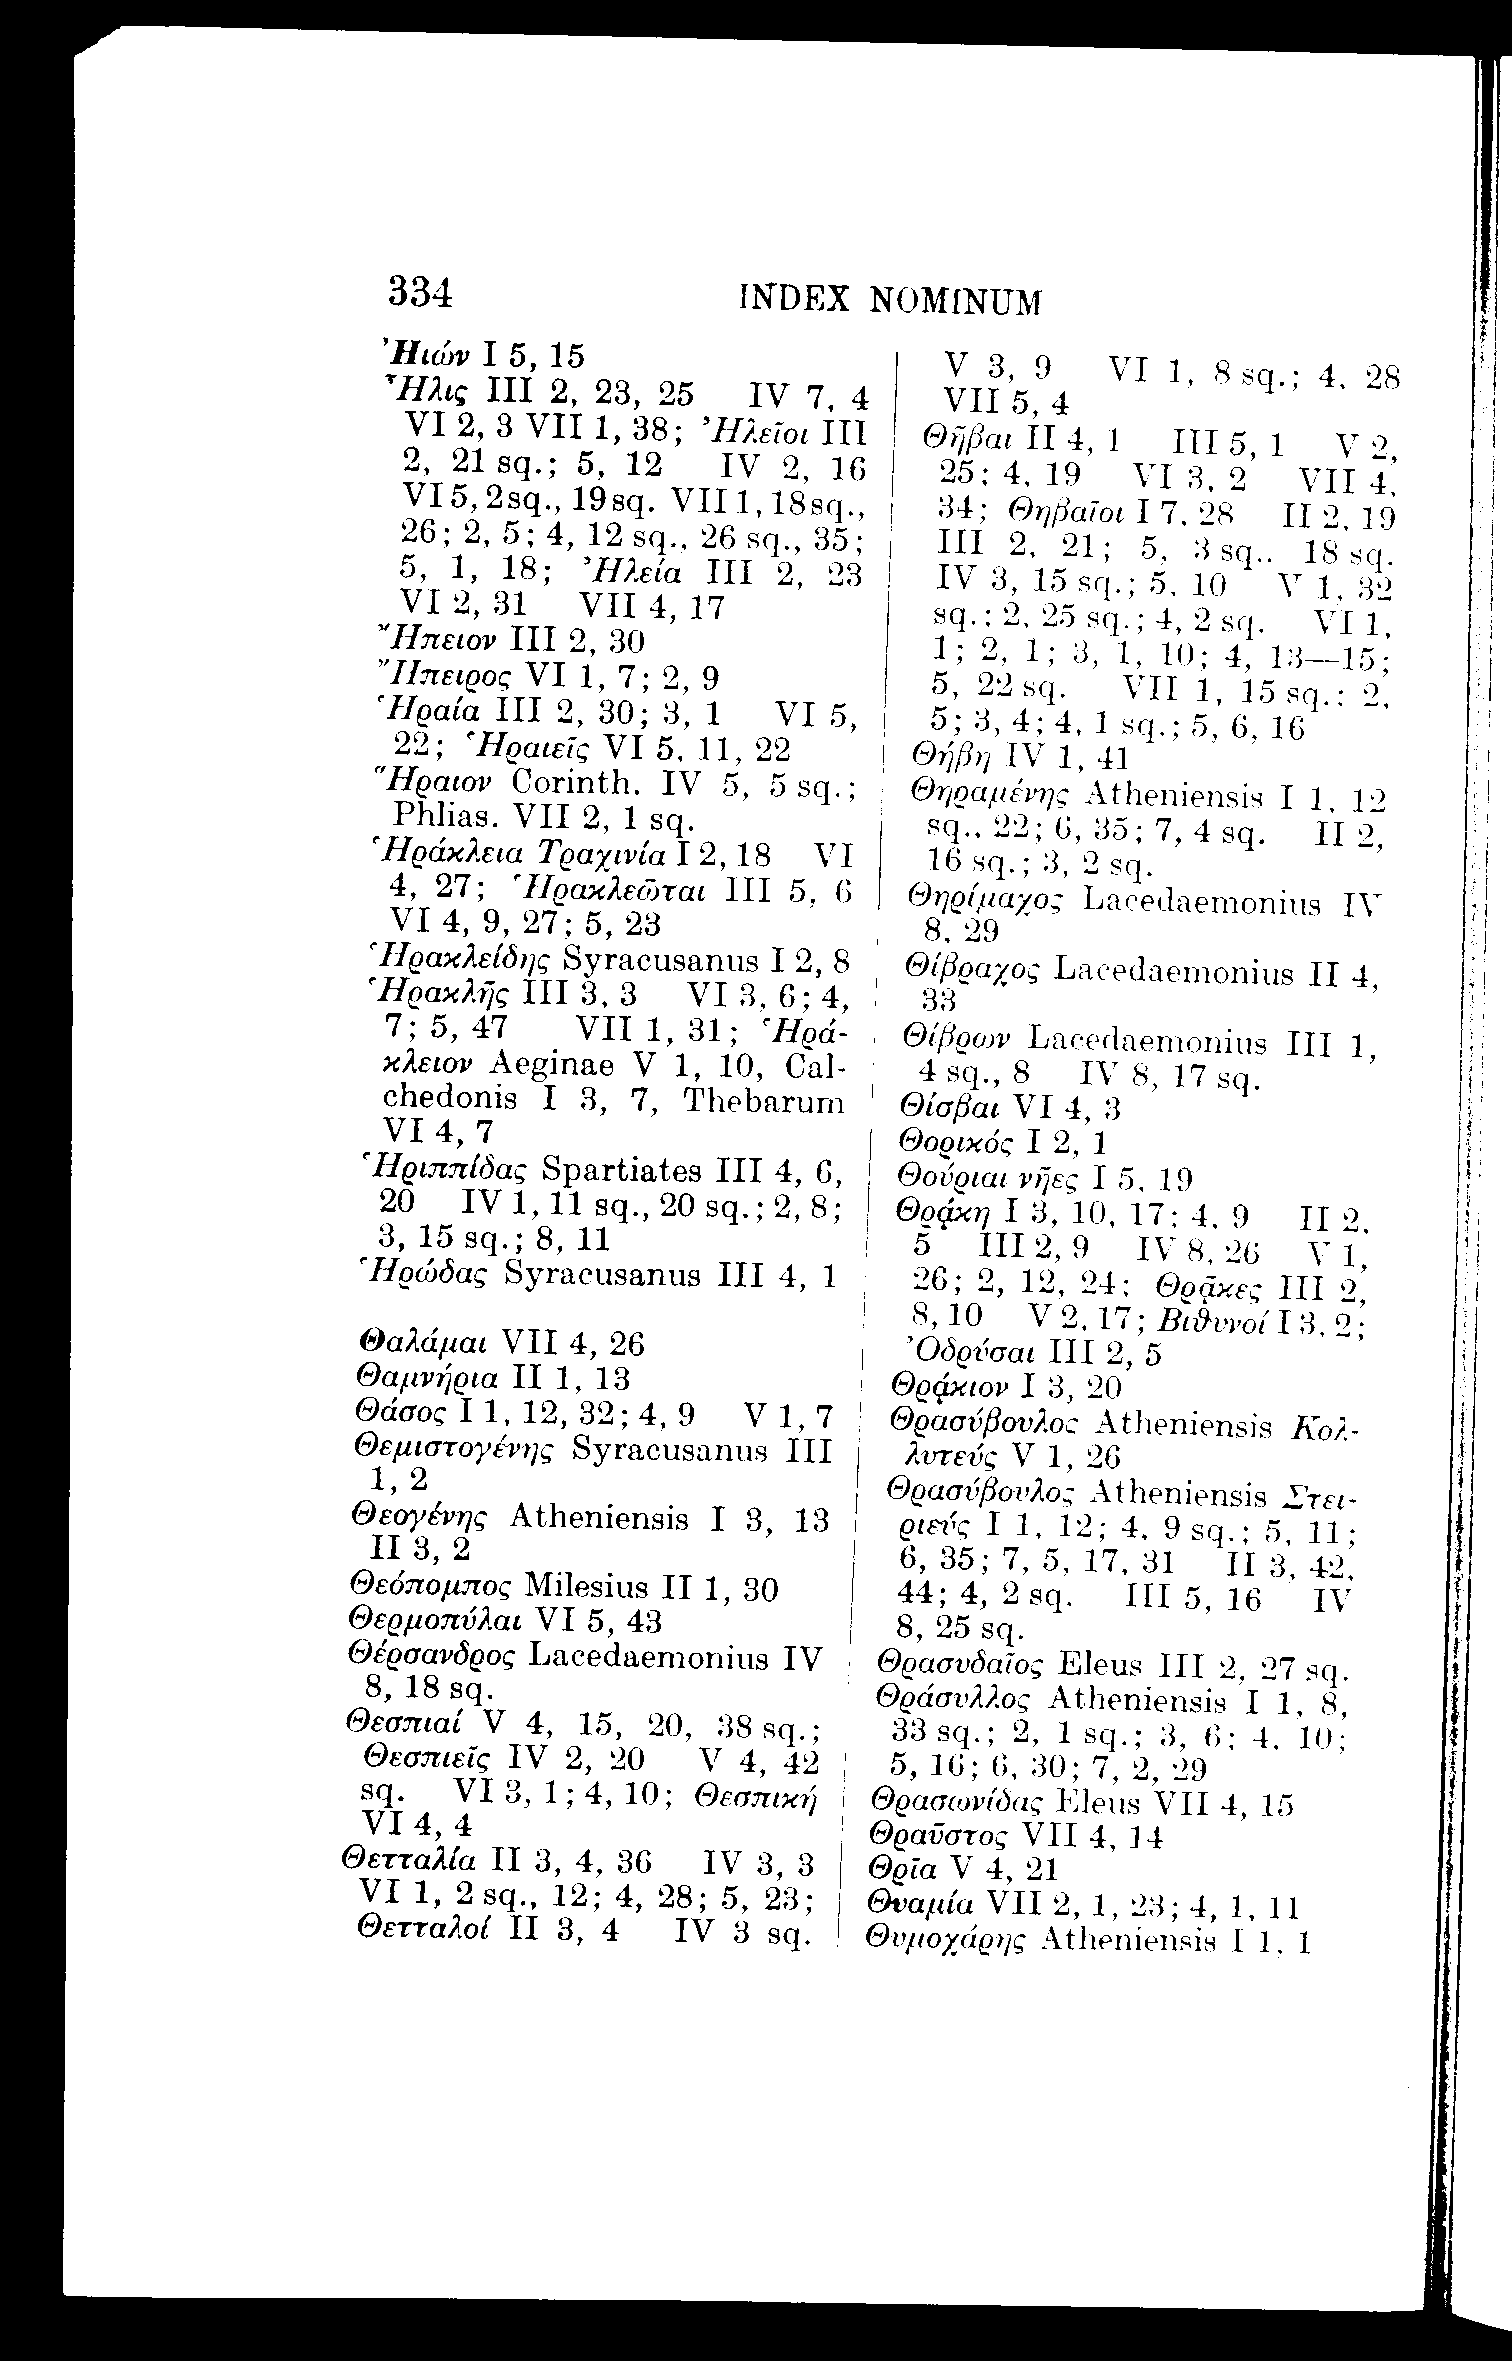 334 INDEX NOMINUM
Ἠιών I 5, 15
Ἦλις III 2, 23, 25 IV 7, 4
VI 2, 3 VII 1, 38; Ἠλεῖοι III
2, 21 sq.; 5, 12 IV 2, 16
VI 5, 2 sq., 19 sq. VII 1, 18 sq.,
26; 2, 5; 4, 12 sq., 26 sq., 35;
5, 1, 18; Ἠλεία III 2, 23
VI 2, 31 VII 4, 17
Ἤπειον III 2, 30
Ἤπειρος VI 1, 7; 2, 9
Ἡραία III 2, 30; 3, 1 VI 5,
22; Ἡραιεῖς VI 5, 11, 22
Ἥραιον Corinth. IV 5, 5 sq.;
Phlias. VII 2, 1 sq.
Ἡράκλεια Τραχινία I 2, 18 VI
4, 27; Ἡρακλεῶται III 5, 6
VI 4, 9, 27; 5, 23
Ἡρακλείδης Syracusanus I 2, 8
Ἡρακλῆς III 3, 3 VI 3, 6; 4,
7; 5, 47 VII 1, 31; Ἡρά-
κλειον Aeginae V 1, 10, Cal-
chedonis I 3, 7, Thebarum
VI 4, 7
Ἡριππίδας Spartiates III 4, 6,
20 IV 1, 11 sq., 20 sq.; 2, 8;
3, 15 sq.; 8, 11
Ἡρώδας Syracusanus III 4, 1
Θαλάμαι VII 4, 26
Θαμνήρια II 1, 13
Θάσος I 1, 12, 32; 4, 9 V 1, 7
Θεμιστογένης Syracusanus III
1, 2
Θεογένης Atheniensis I 3, 13
II 3, 2
Θεόπομπος Milesius II 1, 30
Θερμοπύλαι VI 5, 43
Θέρσανδρος Lacedaemonius IV
8, 18 sq.
Θεσπιαί V 4, 15, 20, 38 sq.;
Θεσπιεῖς IV 2, 20 V 4, 42
sq. VI 3, 1; 4, 10; Θεσπική
VI 4, 4
Θετταλία II 3, 4, 36 IV 3, 3
VI 1, 2 sq., 12; 4, 28; 5, 23;
Θετταλοί II 3, 4 IV 3 sq.
V 3, 9 VI 1, 8 sq.; 4, 28
VII 5, 4
Θῆβαι II 4, 1 III 5, 1 V 2,
25; 4, 19 VI 3, 2 VII 4,
34; Θηβαῖοι I 7, 28 II 2, 19
III 2, 21; 5, 3 sq., 18 sq.
IV 3, 15 sq.; 5, 10 V 1, 32
sq.; 2, 25 sq.; 4, 2 sq. VI 1,
1; 2, 1; 3, 1, 10; 4, 13—15;
5, 22 sq. VII 1, 15 sq.; 2,
5; 3, 4; 4, 1 sq.; 5, 6, 16
Θήβη IV 1, 41
Θηραμένης Atheniensis I 1, 12
sq., 22; 6, 35; 7, 4 sq. II 2,
16 sq.; 3, 2 sq.
Θηρίμαχος Lacedaemonius IV
8, 29
Θίβραχος Lacedaemonius II 4,
33
Θίβρων Lacedaemonius III 1,
4 sq., 8 IV 8, 17 sq.
Θίσβαι VI 4, 3
Θορικός I 2, 1
Θούριαι νῆες I 5, 19
Θρᾴκη I 3, 10, 17; 4, 9 II 2,
5 III 2, 9 IV 8, 26 V 1,
26; 2, 12, 24; Θρᾷκες III 2,
8, 10 V 2, 17; Βιθυνοί I 3, 2;
Ὀδρύσαι III 2, 5
Θρᾴκιον I 3, 20
Θρασύβουλος Atheniensis Κολ-
λυτεύς V 1, 26
Θρασύβουλος Atheniensis Στει-
ριεύς I 1, 12; 4, 9 sq.; 5, 11;
6, 35; 7, 5, 17, 31 II 3, 42,
44; 4, 2 sq. III 5, 16 IV
8, 25 sq.
Θρασυδαῖος Eleus III 2, 27 sq.
Θράσυλλος Atheniensis I 1, 8,
33 sq.; 2, 1 sq.; 3, 6; 4, 10;
5, 16; 6, 30; 7, 2, 29
Θρασωνίδας Eleus VII 4, 15
Θραῦστος VII 4, 14
Θρῖα V 4, 21
Θυαμία VII 2, 1, 23; 4, 1, 11
Θυμοχάρης Atheniensis I 1, 1